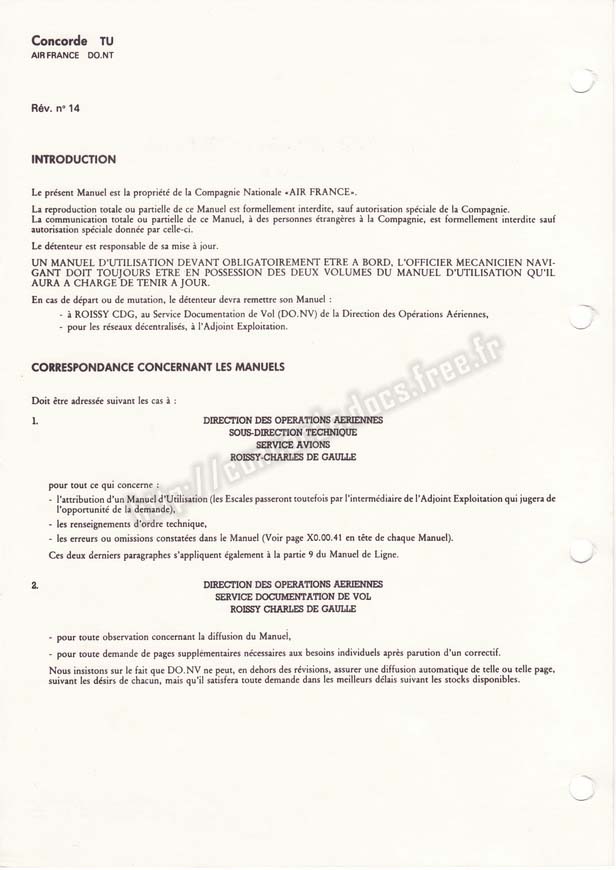 Concorde TU
AIR FRANCE DO.NT
Rév. n° 14
INTRODUCTION
Le présent Manuel est la propriété de la Compagnie Nationale «AIR FRANCE».
La reproduction totale ou partielle de ce Manuel est formellement interdite, sauf autorisation spéciale de la Compagnie.
La communication totale ou partielle de ce Manuel, à des personnes étrangères à la Compagnie, est formellement interdite sauf
autorisation spéciale donnée par celle-ci.
Le détenteur est responsable de sa mise à jour.
UN MANUEL D'UTILISATION DEVANT OBLIGATOIREMENT ETRE A BORD, L'OFFICIER MECANICIEN NAVI-
GANT DOIT TOUJOURS ETRE EN POSSESSION DES DEUX VOLUMES DU MANUEL D'UTILISATION QU'IL
AURA A CHARGE DE TENIR A JOUR.
En cas de départ ou de mutation, le détenteur devra remettre son Manuel :
- à ROISSY CDG, au Service Documentation de Vol (DO.NV) de la Direction des Opérations Aériennes,
- pour les réseaux décentralisés, à l'Adjoint Exploitation.
CORRESPONDANCE CONCERNANT LES MANUELS
Doit être adressée suivant les cas à :
1. DIRECTION DES OPERATIONS AERIENNES
SOUS-DIRECTION TECHNIQUE
SERVICE AVIONS
ROISSY-CHARLES DE GAULLE
pour tout ce qui concerne :
- l'attribution d'un Manuel d'Utilisation (les Escales passeront toutefois par l'intermédiaire de l'Adjoint Exploitation qui jugera de
l'opportunité de la demande),
- les renseignements d'ordre technique,
- les erreurs ou omissions constatées dans le Manuel (Voir page X0.00.41 en tête de chaque Manuel).
Ces deux derniers paragraphes s'appliquent également à la partie 9 du Manuel de Ligne.
2. DIRECTION DES OPERATIONS AERIENNES
SERVICE DOCUMENTATION DE VOL
ROISSY CHARLES DE GAULLE
- pour toute observation concernant la diffusion du Manuel,
- pour toute demande de pages supplémentaires nécessaires aux besoins individuels après parution d'un correctif.
Nous insistons sur le fait que DO.NV ne peut, en dehors des révisions, assurer une diffusion automatique de telle ou telle page,
suivant les désirs de chacun, mais qu'il satisfera toute demande dans les meilleurs délais suivant les stocks disponibles.